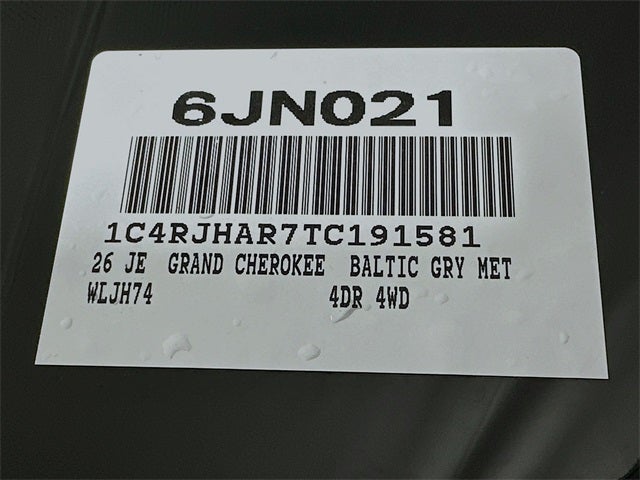 6JN021
1C4RJHAR7TC191581
26 JE GRAND CHEROKEE BALTIC GRY MET
WLJH74 4DR 4WD